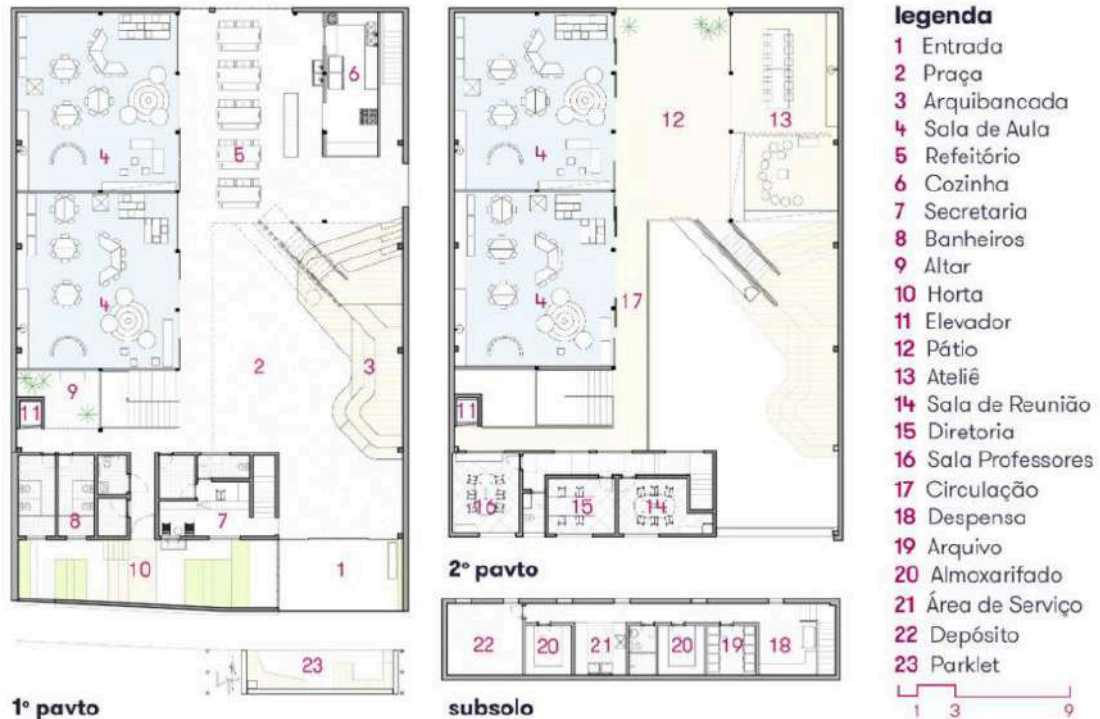 6
5
4
4
2
3
9
11
8
7
10
1
23
1º pavto
12
13
4
4
17
11
16
15
14
2º pavto
22
20
21
20
19
18
subsolo
legenda
1 Entrada
2 Praça
3 Arquibancada
4 Sala de Aula
5 Refeitório
6 Cozinha
7 Secretaria
8 Banheiros
9 Altar
10 Horta
11 Elevador
12 Pátio
13 Ateliê
14 Sala de Reunião
15 Diretoria
16 Sala Professores
17 Circulação
18 Despensa
19 Arquivo
20 Almoxarifado
21 Área de Serviço
22 Depósito
23 Parklet
1 3 9